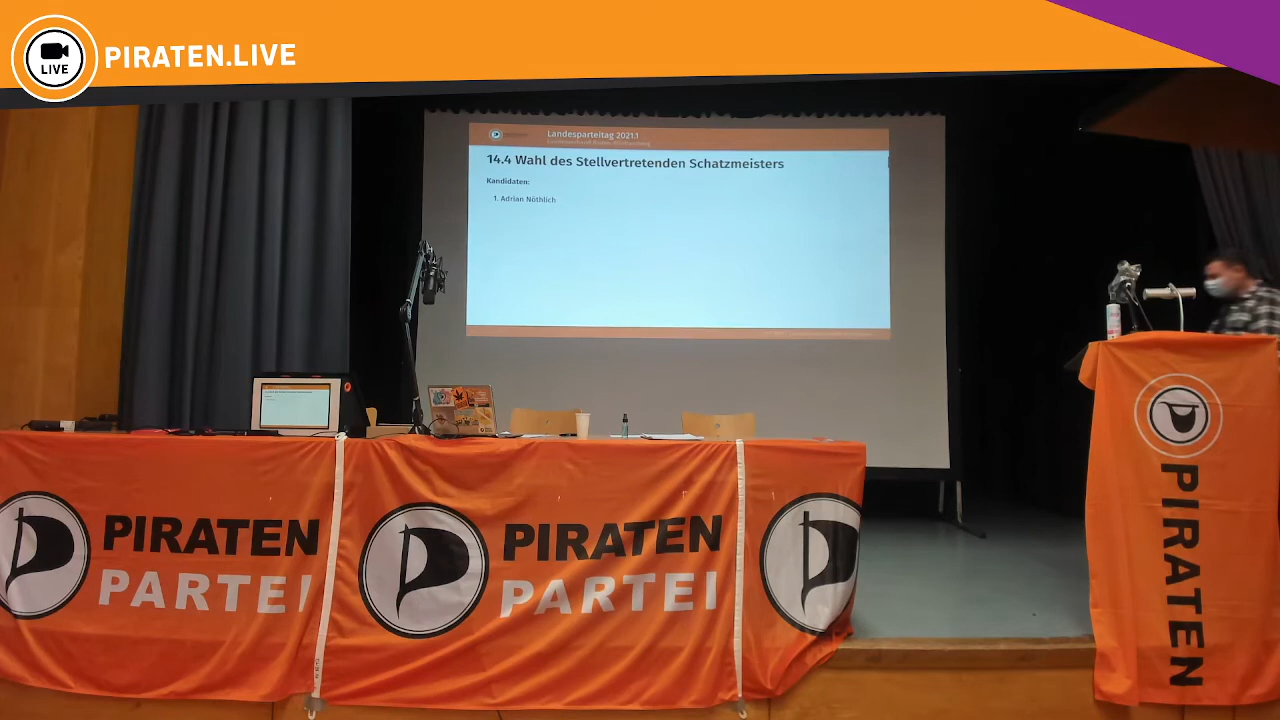 LIVE
PIRATEN.LIVE
Landesparteitag 2021.1
14.4 Wahl des Stellvertretenden Schatzmeisters
Kandidaten:
1. Adrian Nöthlich
PIRATEN
PARTEI
PIRATEN
PARTEI
PIRATEN